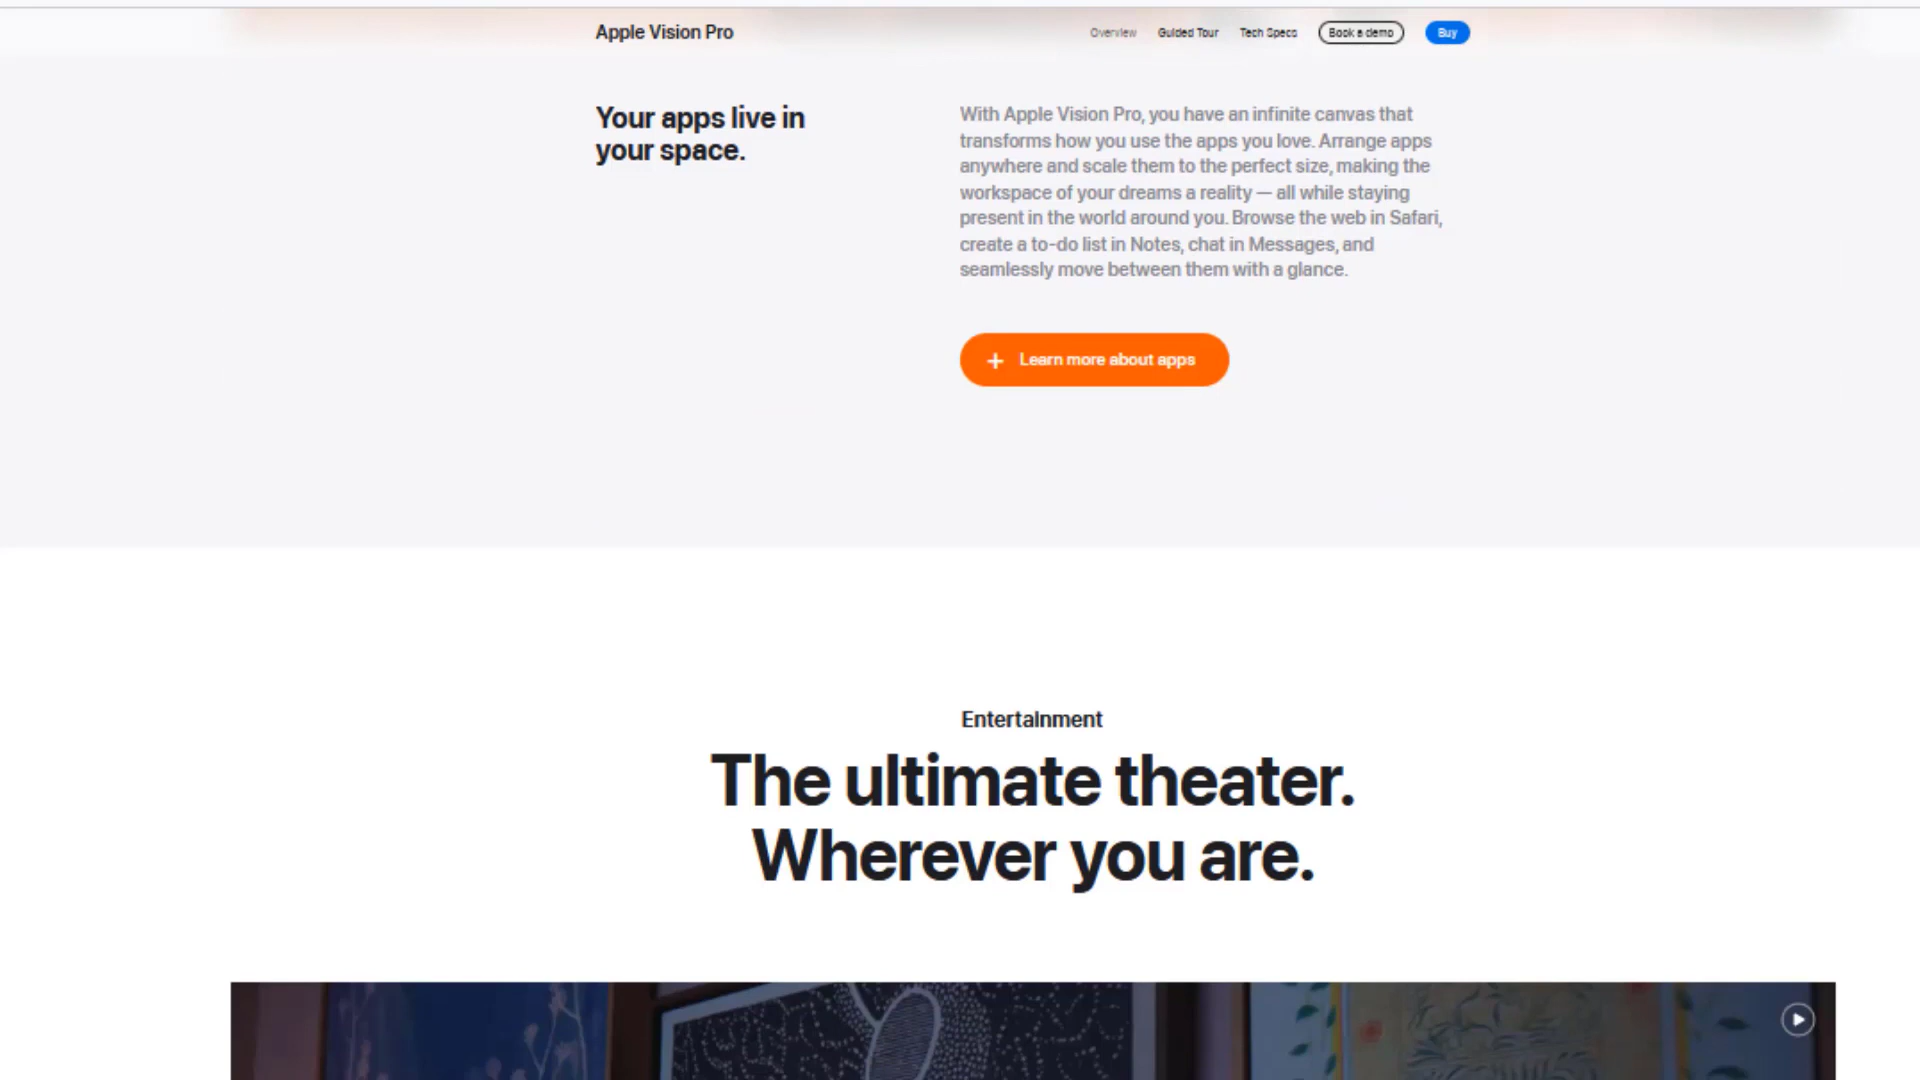 Apple Vision Pro
Overview Guided Tour Tech Specs Book a demo Buy
Your apps live in
your space.
With Apple Vision Pro, you have an infinite canvas that
transforms how you use the apps you love. Arrange apps
anywhere and scale them to the perfect size, making the
workspace of your dreams a reality — all while staying
present in the world around you. Browse the web in Safari,
create a to-do list in Notes, chat in Messages, and
seamlessly move between them with a glance.
+ Learn more about apps
Entertainment
The ultimate theater.
Wherever you are.